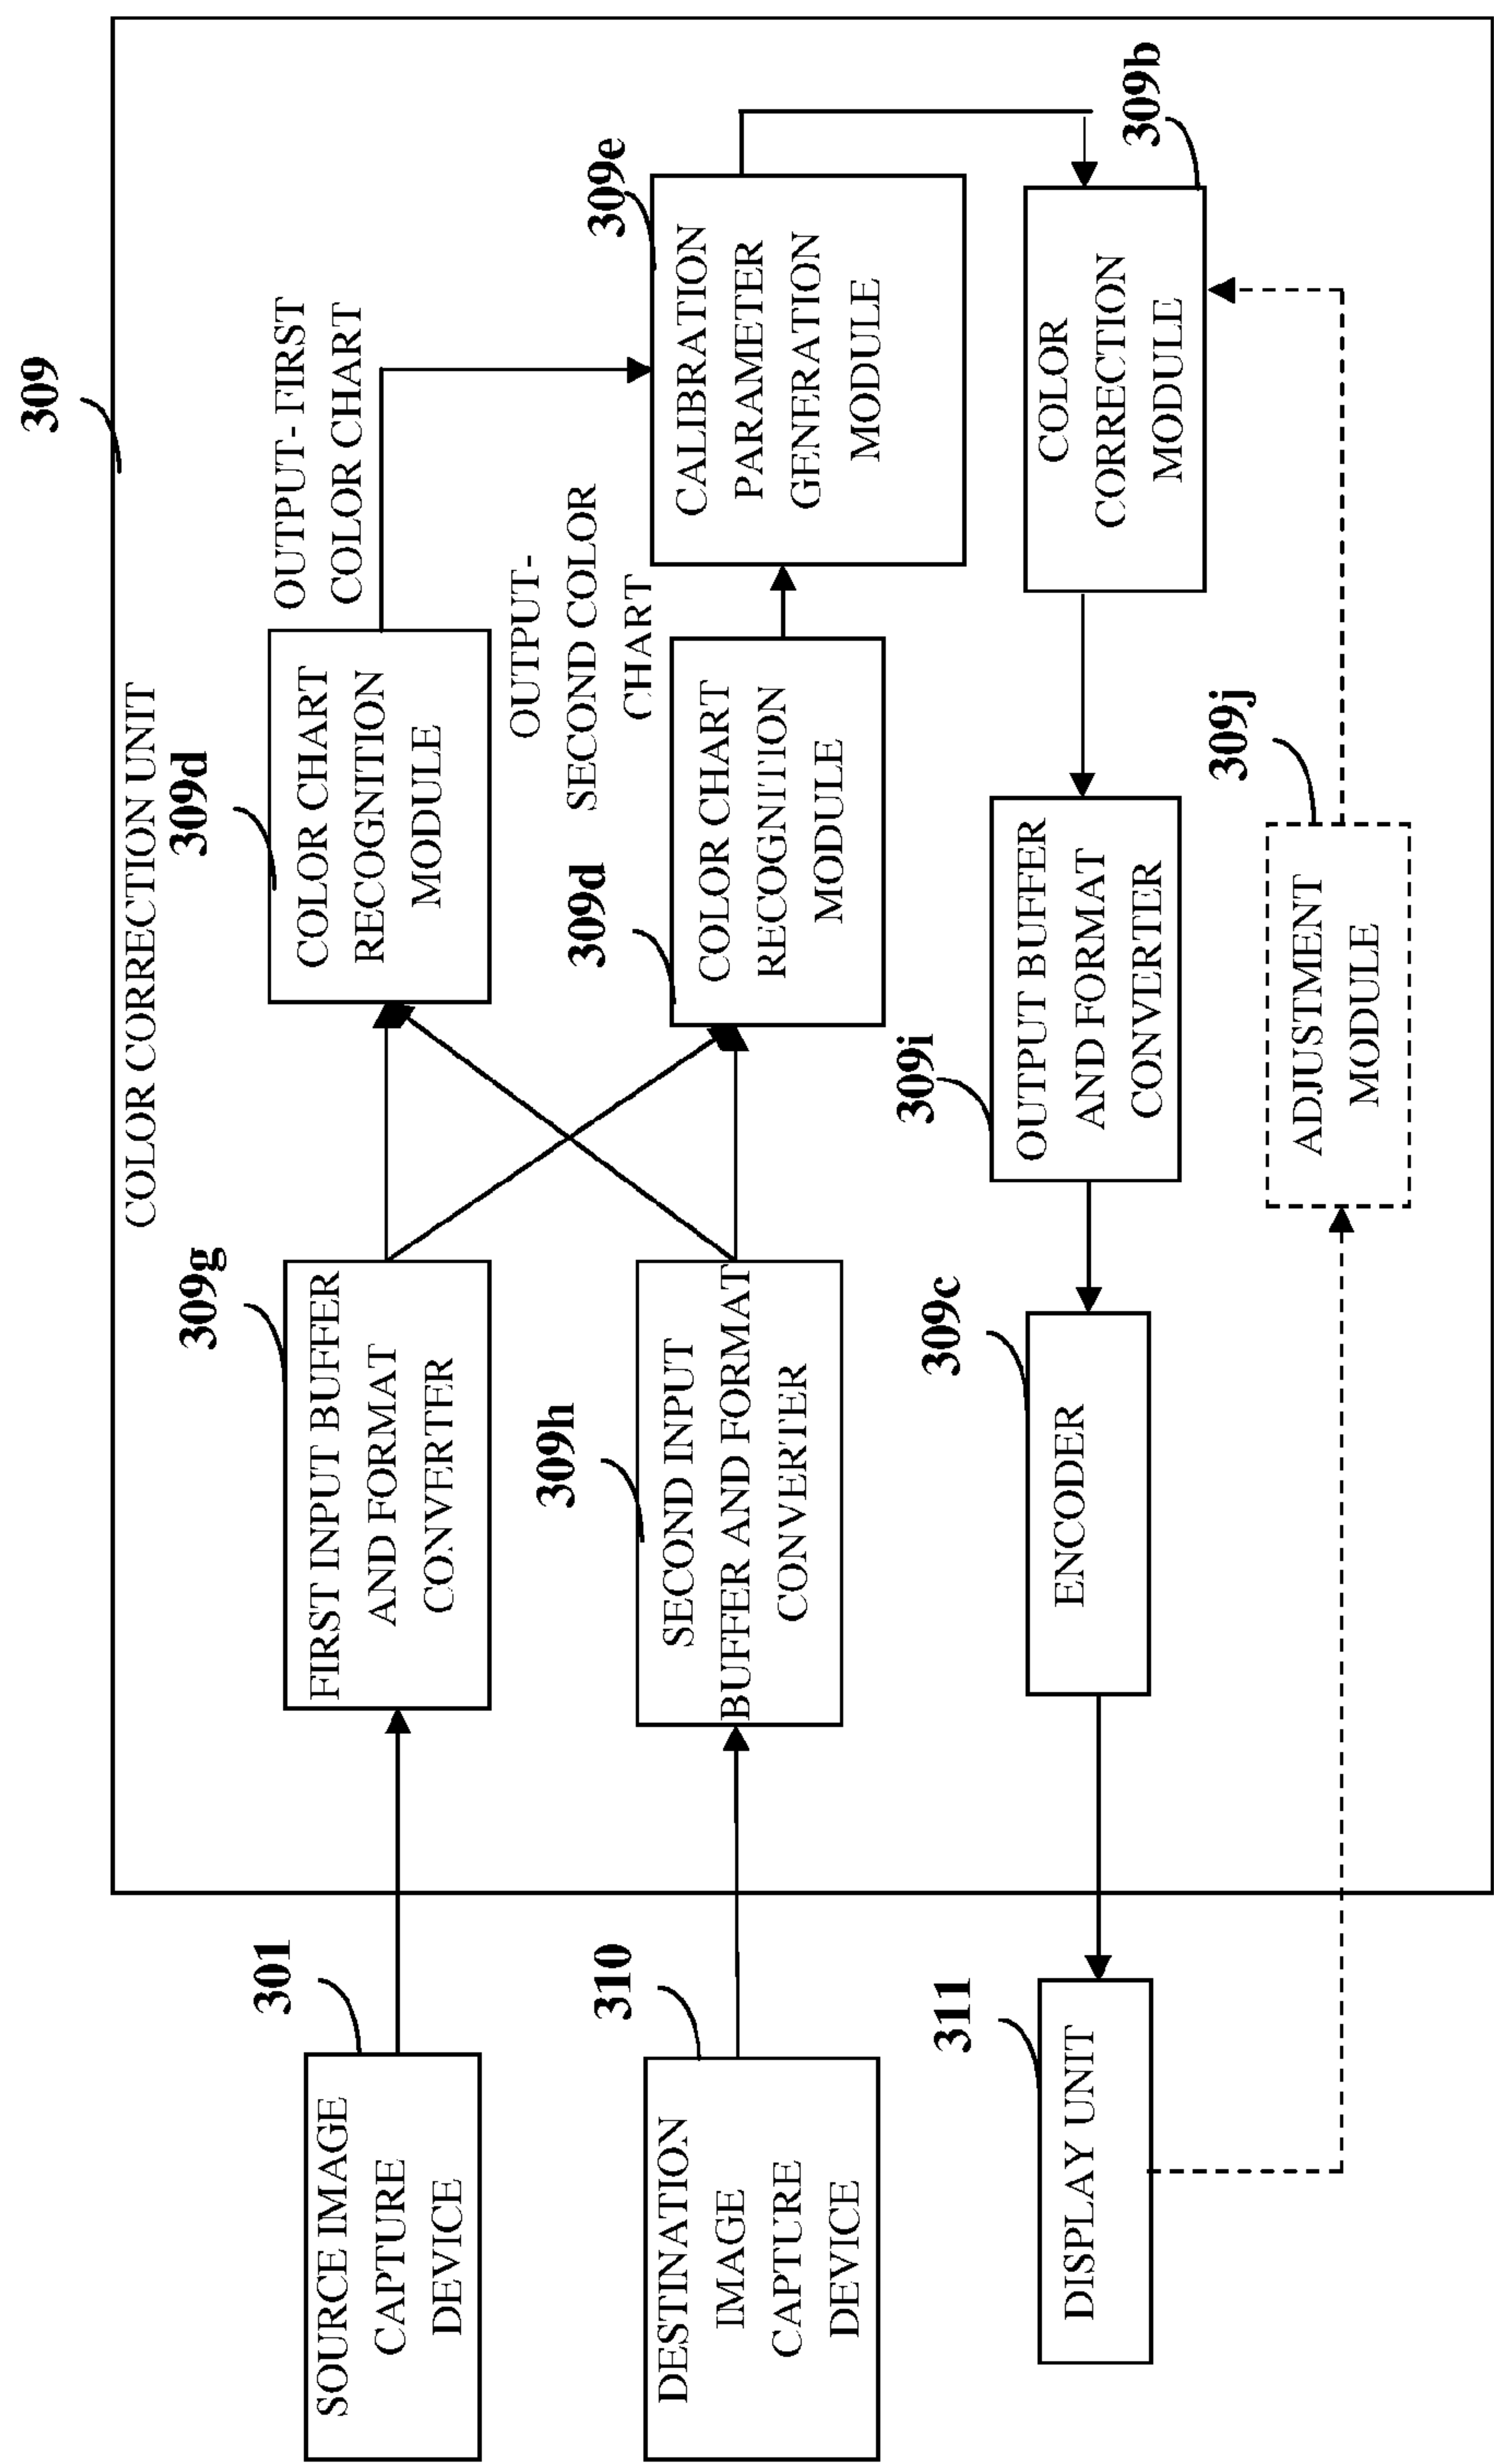 309
COLOR CORRECTION UNIT
301
SOURCE IMAGE
CAPTURE
DEVICE
309g
FIRST INPUT BUFFER
AND FORMAT
CONVERTER
309d
COLOR CHART
RECOGNITION
MODULE
OUTPUT- FIRST
COLOR CHART
310
DESTINATION
IMAGE
CAPTURE
DEVICE
309h
SECOND INPUT
BUFFER AND FORMAT
CONVERTER
309d
COLOR CHART
RECOGNITION
MODULE
OUTPUT-
SECOND COLOR
CHART
309e
CALIBRATION
PARAMETER
GENERATION
MODULE
311
DISPLAY UNIT
309c
ENCODER
309i
OUTPUT BUFFER
AND FORMAT
CONVERTER
309b
COLOR
CORRECTION
MODULE
309j
ADJUSTMENT
MODULE